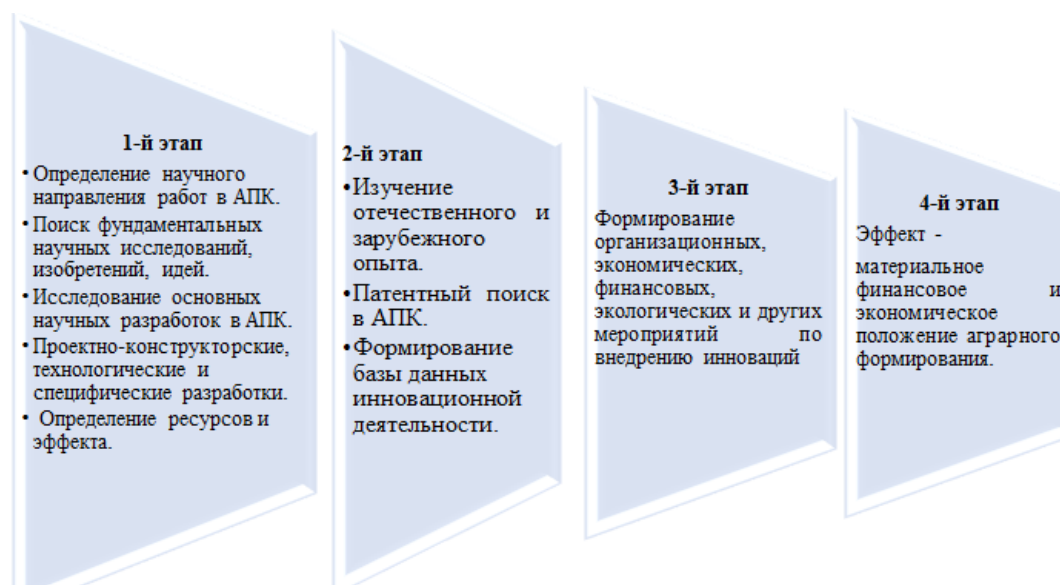 1-й этап
• Определение научного
направления работ в АПК.
• Поиск фундаментальных
научных исследований,
изобретений, идей.
• Исследование основных
научных разработок в АПК.
• Проектно-конструкторские,
технологические и
специфические разработки.
• Определение ресурсов и
эффекта.
2-й этап
•Изучение
отечественного и
зарубежного
опыта.
•Патентный поиск
в АПК.
•Формирование
базы данных
инновационной
деятельности.
3-й этап
Формирование
организационных,
экономических,
финансовых,
экологических и других
мероприятий по
внедрению инноваций
4-й этап
Эффект -
материальное
финансовое и
экономическое
положение аграрного
формирования.